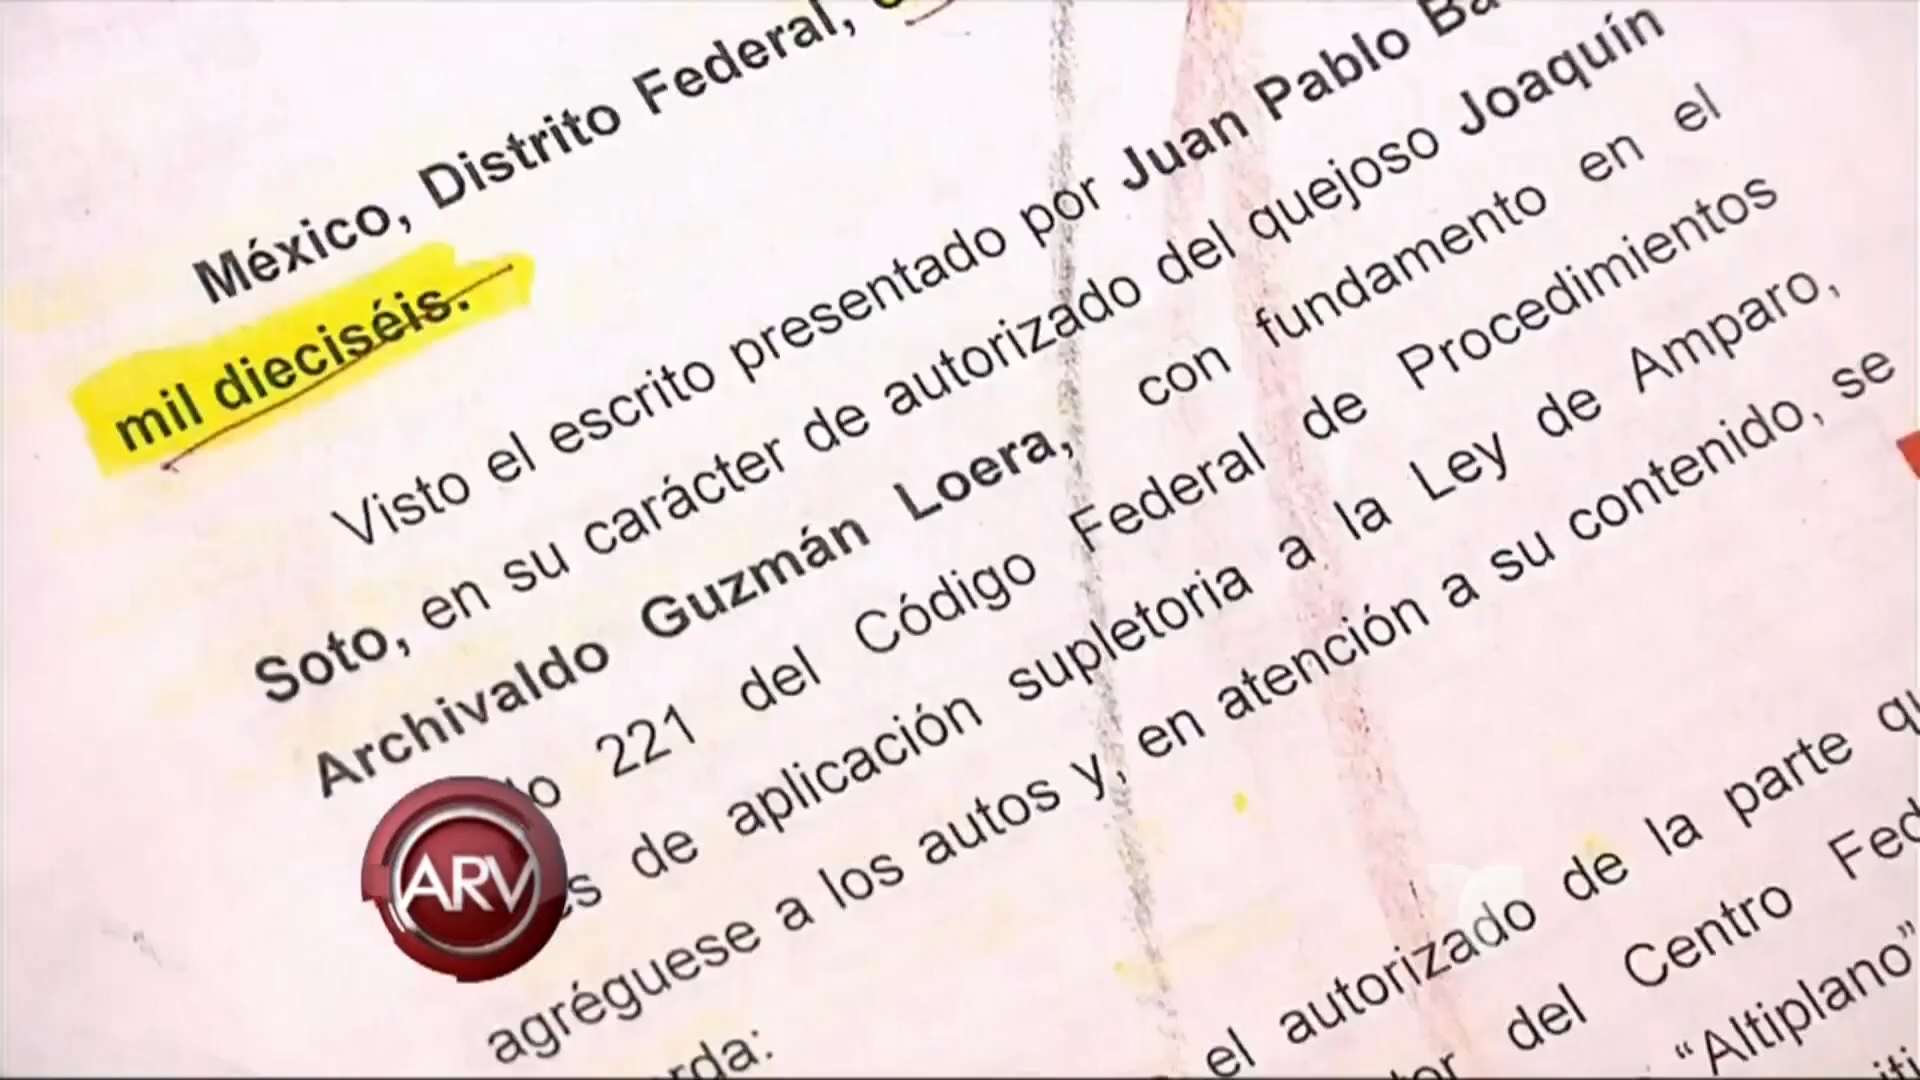 México, Distrito Federal,
mil dieciséis.
Visto el escrito presentado por Juan Pablo
Soto, en su carácter de autorizado del quejoso Joaquín
Archivaldo Guzmán Loera, con fundamento en el
221 del Código Federal de Procedimientos
de aplicación supletoria a la Ley de Amparo,
agréguese a los autos y, en atención a su contenido, se
el autorizado de la parte
del Centro
“Altiplano”
ARV